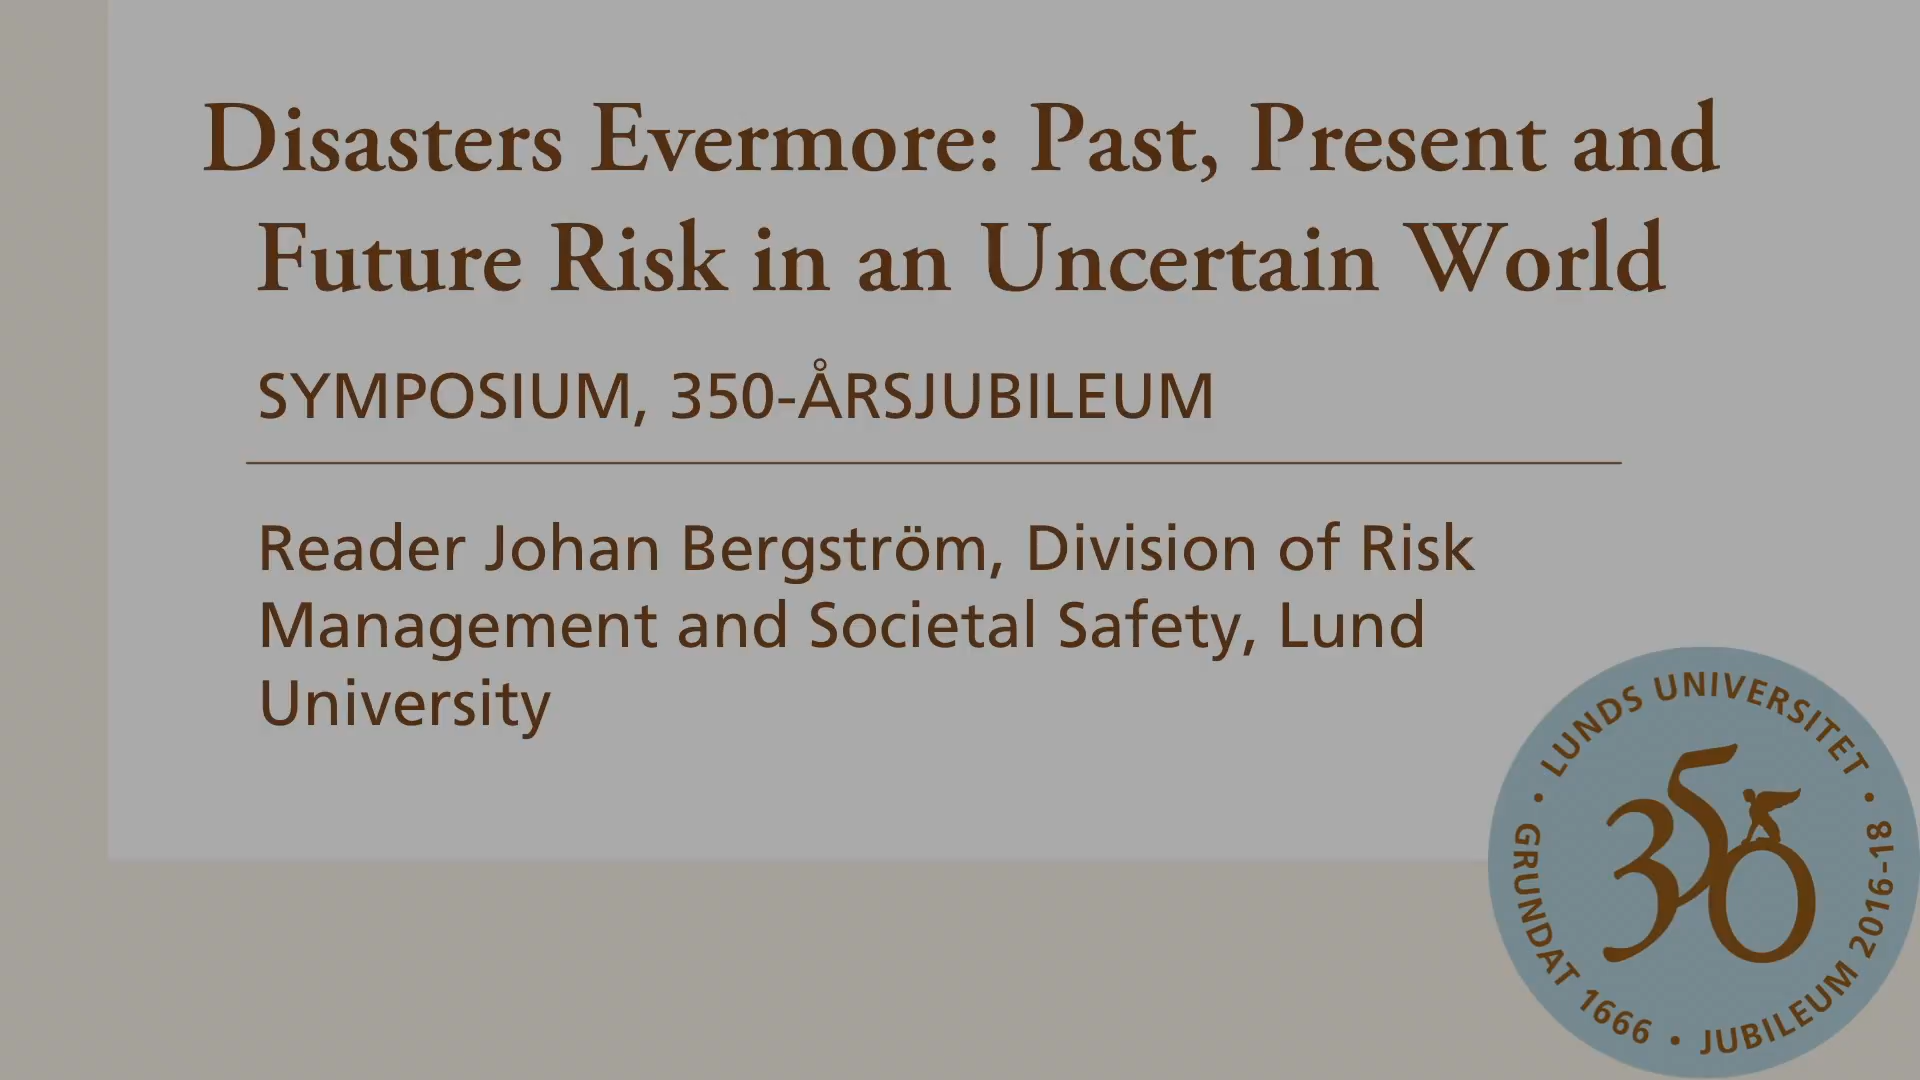 Disasters Evermore: Past, Present and
Future Risk in an Uncertain World
SYMPOSIUM, 350-ÅRSJUBILEUM
Reader Johan Bergström, Division of Risk
Management and Societal Safety, Lund
University
• LUNDS UNIVERSITET •
350
GRUNDAT 1666 • JUBILEUM 2016-18